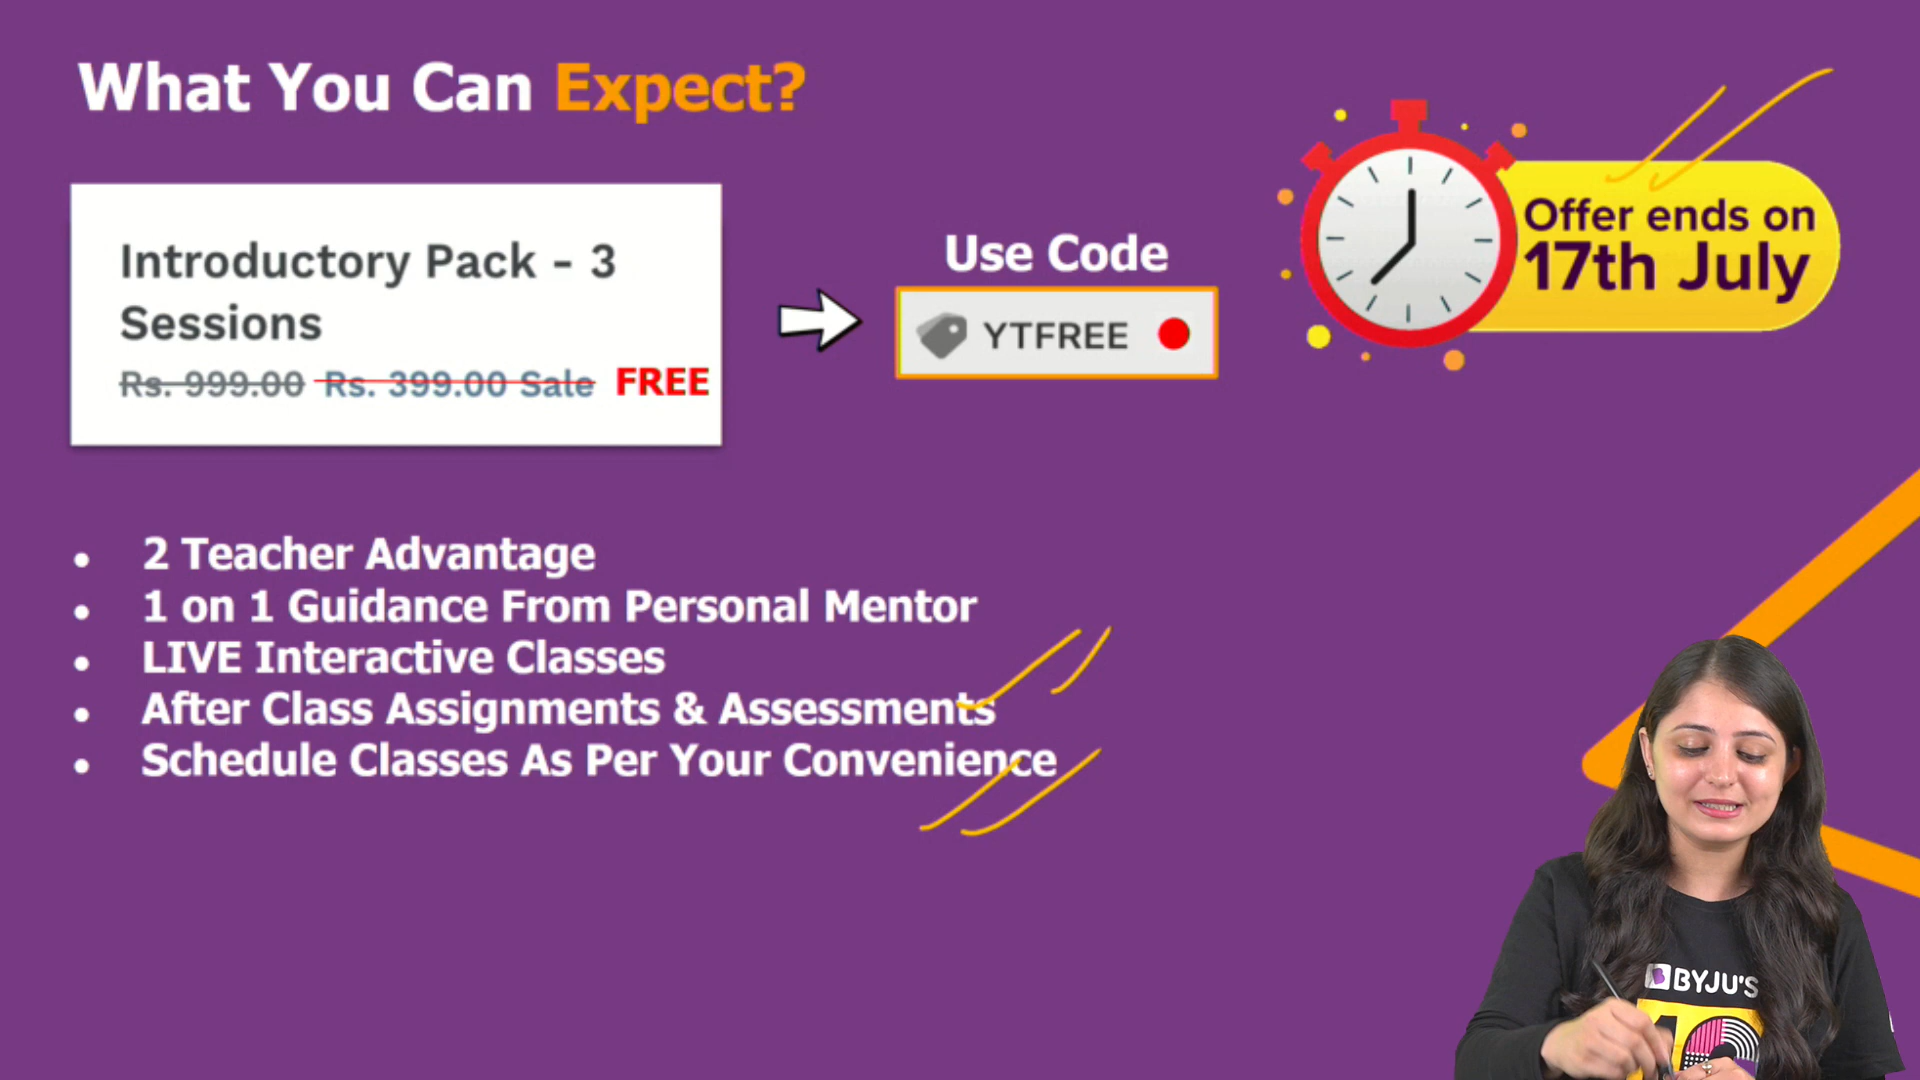 What You Can Expect?
Introductory Pack - 3
Sessions
Rs. 999.00 Rs. 399.00 Sale FREE
Use Code
YTFREE
Offer ends on
17th July
2 Teacher Advantage
1 on 1 Guidance From Personal Mentor
LIVE Interactive Classes
After Class Assignments & Assessments
Schedule Classes As Per Your Convenience
BYJU'S